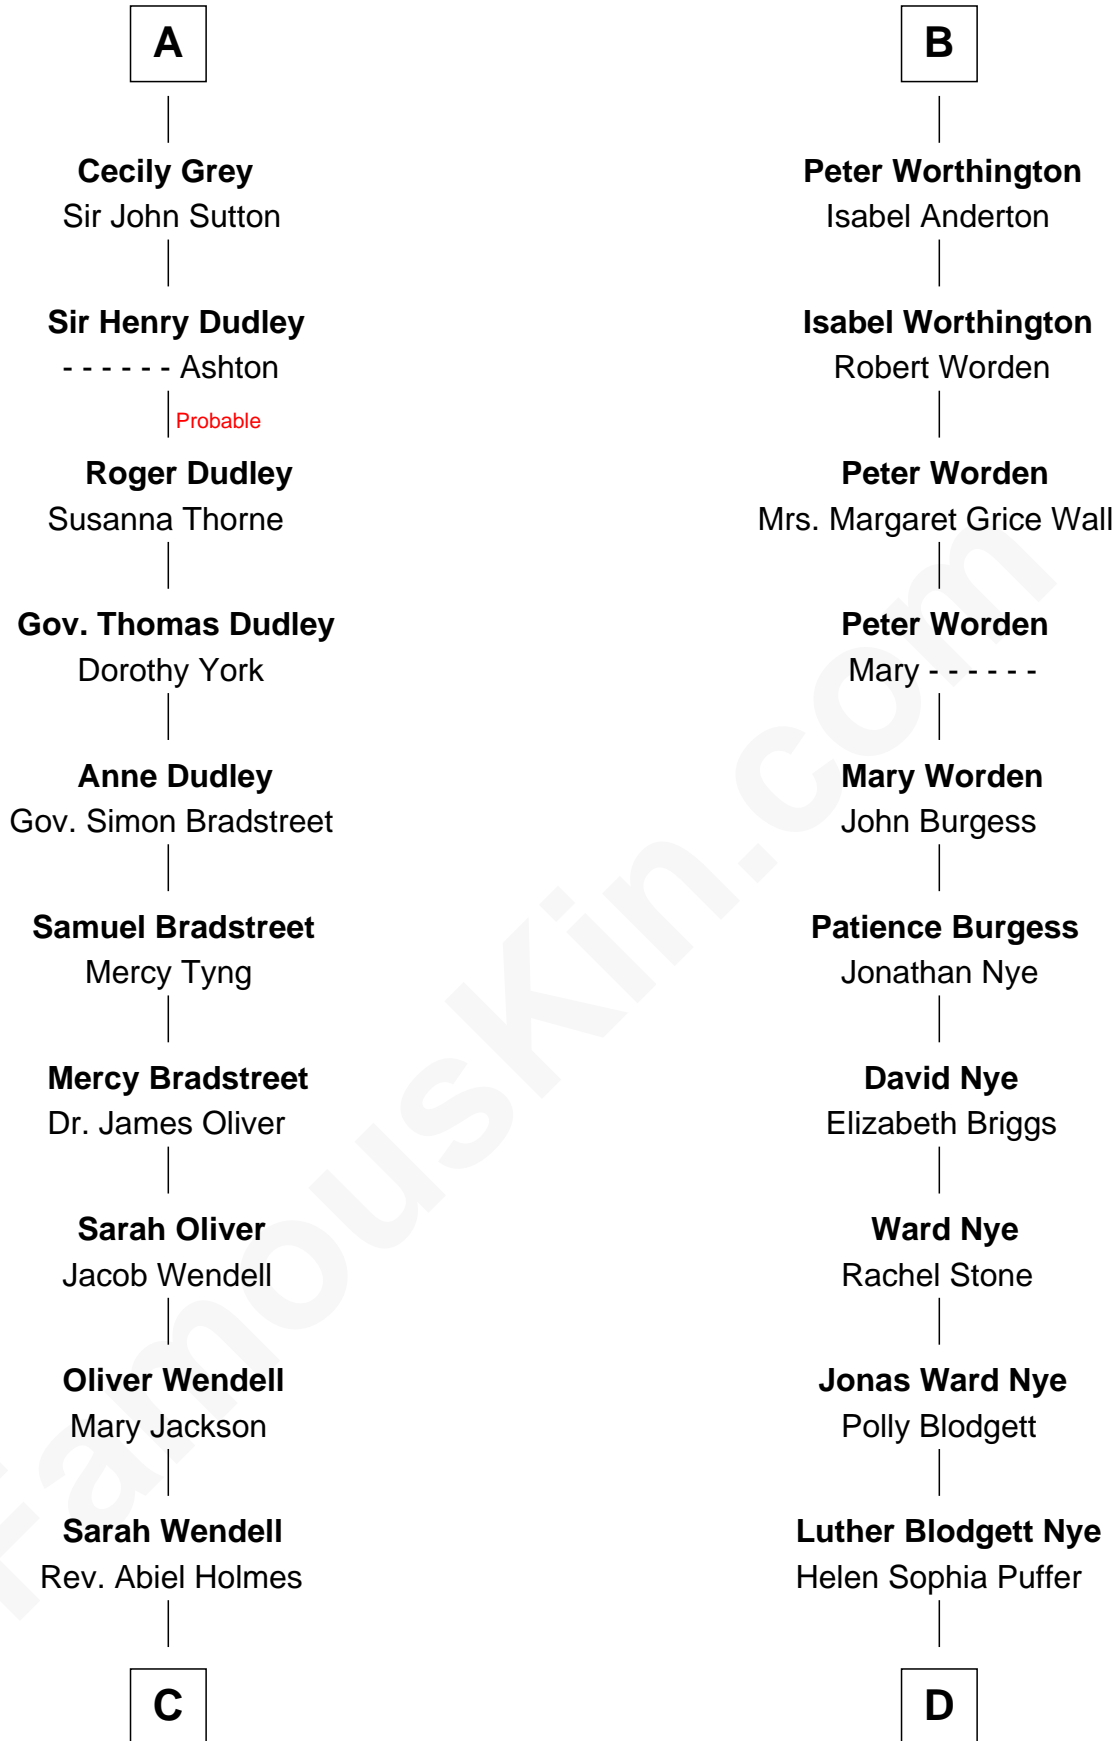 A
Cecily Grey
Sir John Sutton
Sir Henry Dudley
- - - - - - Ashton
Probable
Roger Dudley
Susanna Thorne
Gov. Thomas Dudley
Dorothy York
Anne Dudley
Gov. Simon Bradstreet
Samuel Bradstreet
Mercy Tyng
Mercy Bradstreet
Dr. James Oliver
Sarah Oliver
Jacob Wendell
Oliver Wendell
Mary Jackson
Sarah Wendell
Rev. Abiel Holmes
C
B
Peter Worthington
Isabel Anderton
Isabel Worthington
Robert Worden
Peter Worden
Mrs. Margaret Grice Wall
Peter Worden
Mary - - - - - -
Mary Worden
John Burgess
Patience Burgess
Jonathan Nye
David Nye
Elizabeth Briggs
Ward Nye
Rachel Stone
Jonas Ward Nye
Polly Blodgett
Luther Blodgett Nye
Helen Sophia Puffer
D
FamousKin.com